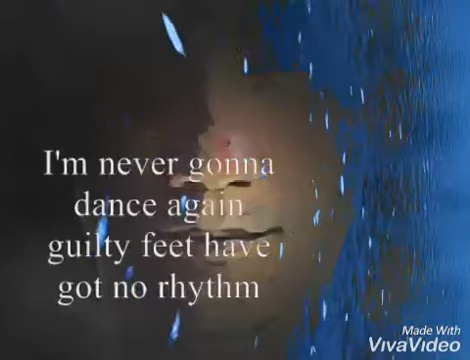 I'm never gonna
dance again
guilty feet have
got no rhythm
Made With
VivaVideo